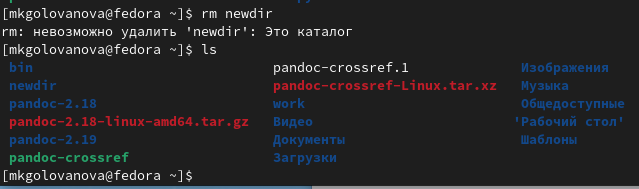 [mkgolovanova@fedora ~]$ rm newdir
rm: невозможно удалить 'newdir': Это каталог
[mkgolovanova@fedora ~]$ ls
bin pandoc-crossref.1 Изображения
newdir pandoc-crossref-Linux.tar.xz Музыка
pandoc-2.18 work Общедоступные
pandoc-2.18-linux-amd64.tar.gz Видео 'Рабочий стол'
pandoc-2.19 Документы Шаблоны
pandoc-crossref Загрузки
[mkgolovanova@fedora ~]$